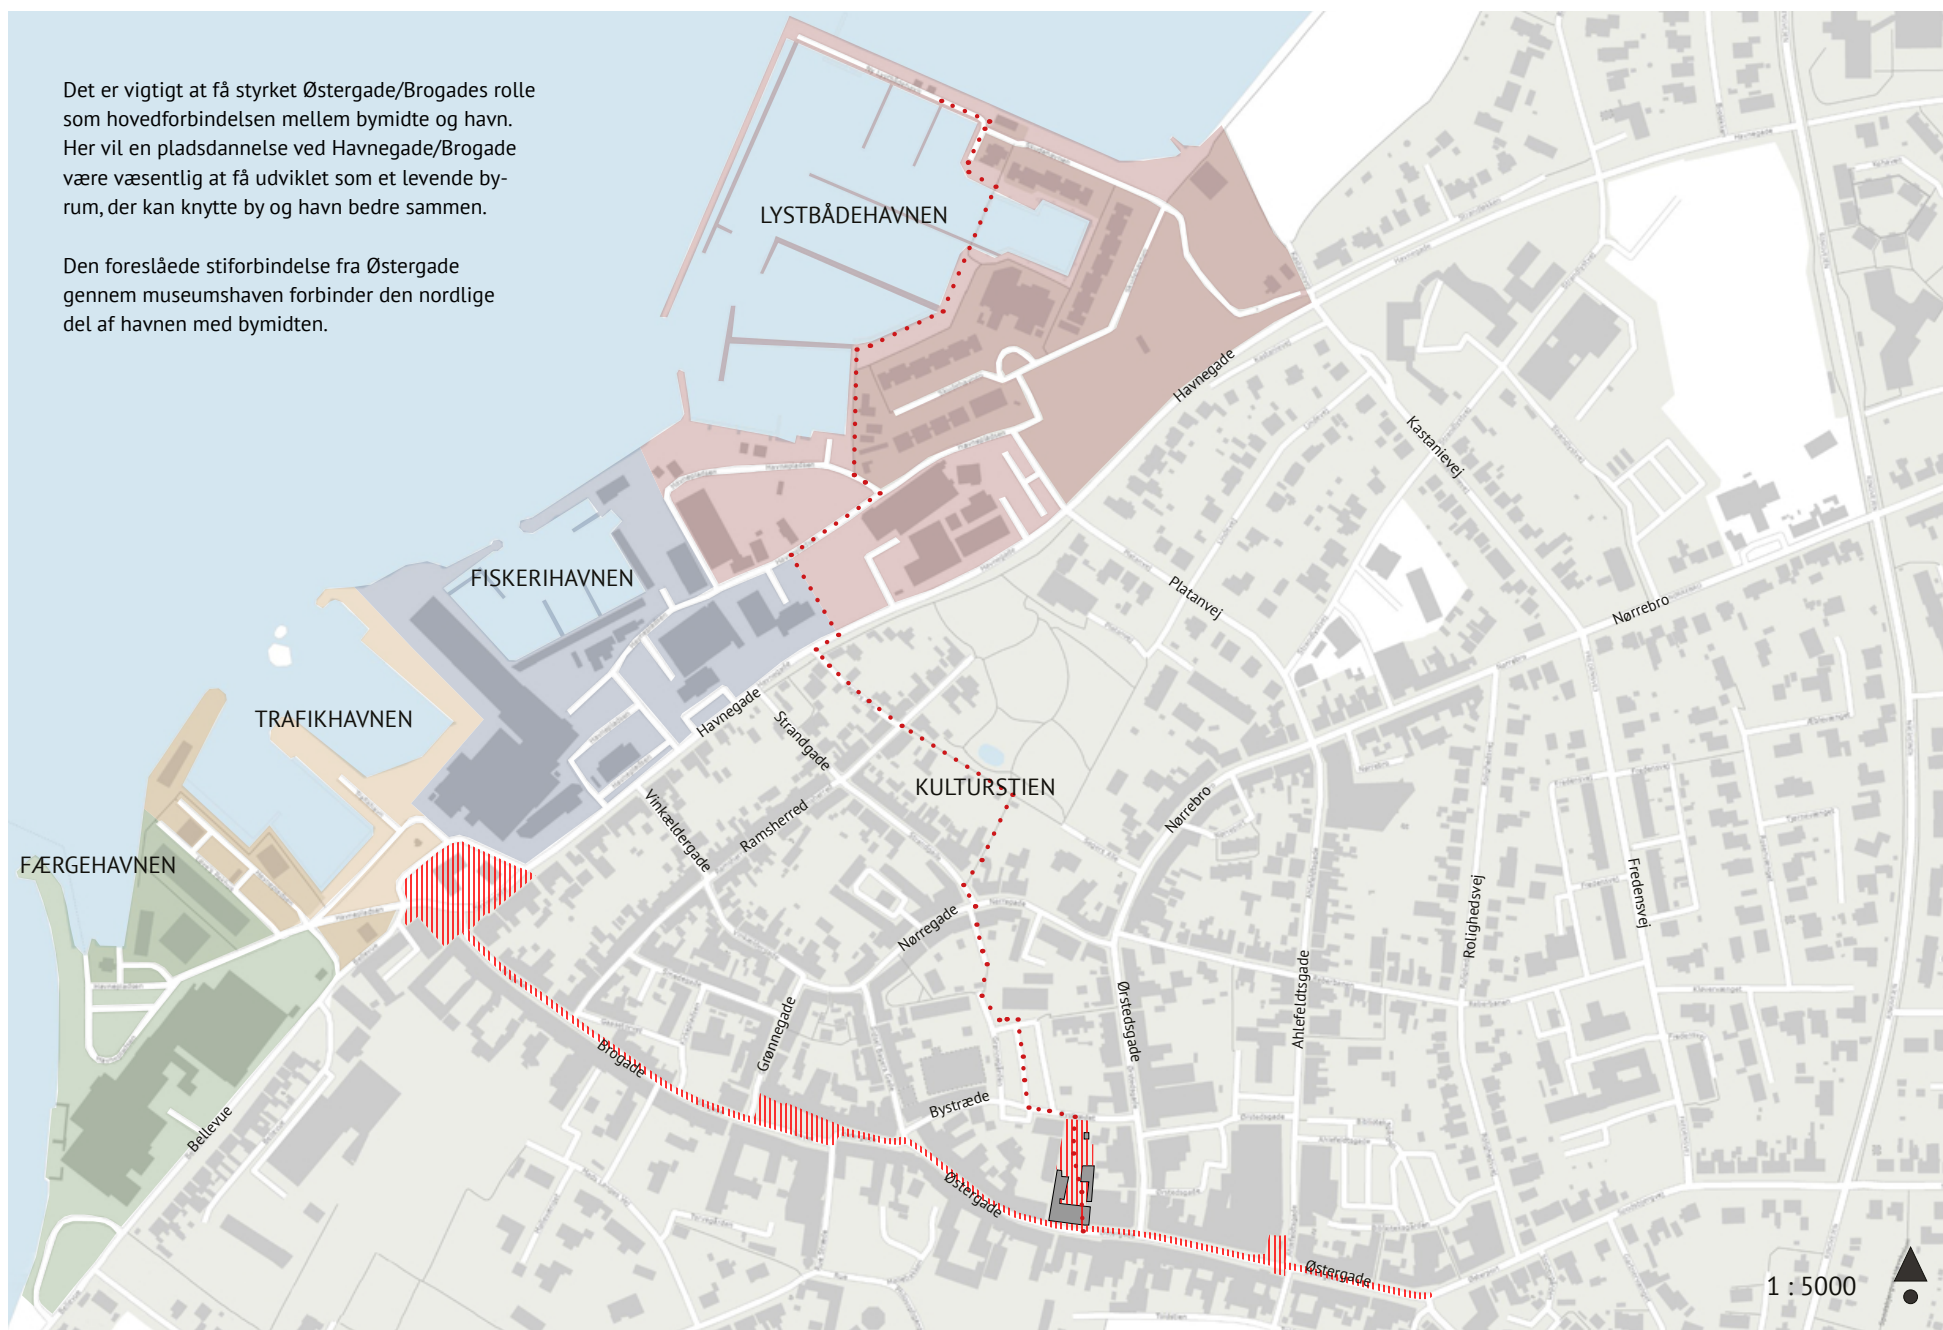 Det er vigtigt at få styrket Østergade/Brogades rolle
som hovedforbindelsen mellem bymidte og havn.
Her vil en pladsdannelse ved Havnegade/Brogade
være væsentlig at få udviklet som et levende by-
rum, der kan knytte by og havn bedre sammen.
Den foreslåede stiforbindelse fra Østergade
gennem museumshaven forbinder den nordlige
del af havnen med bymidten.
LYSTBÅDEHAVNEN
Havnegade
Kastanievej
FISKERIHAVNEN
Platanvej
Nørrebro
TRAFIKHAVNEN
Havnegade
Strandgade
KULTURSTIEN
Vinkældergade
Ramsherred
Nørrebro
FÆRGEHAVNEN
Fredensvej
Rolighedsvej
Nørregade
Ahlefeldtsgade
Ørstedsgade
Grønnegade
Brogade
Bystræde
Bellevue
Østergade
Østergade
1 : 5000